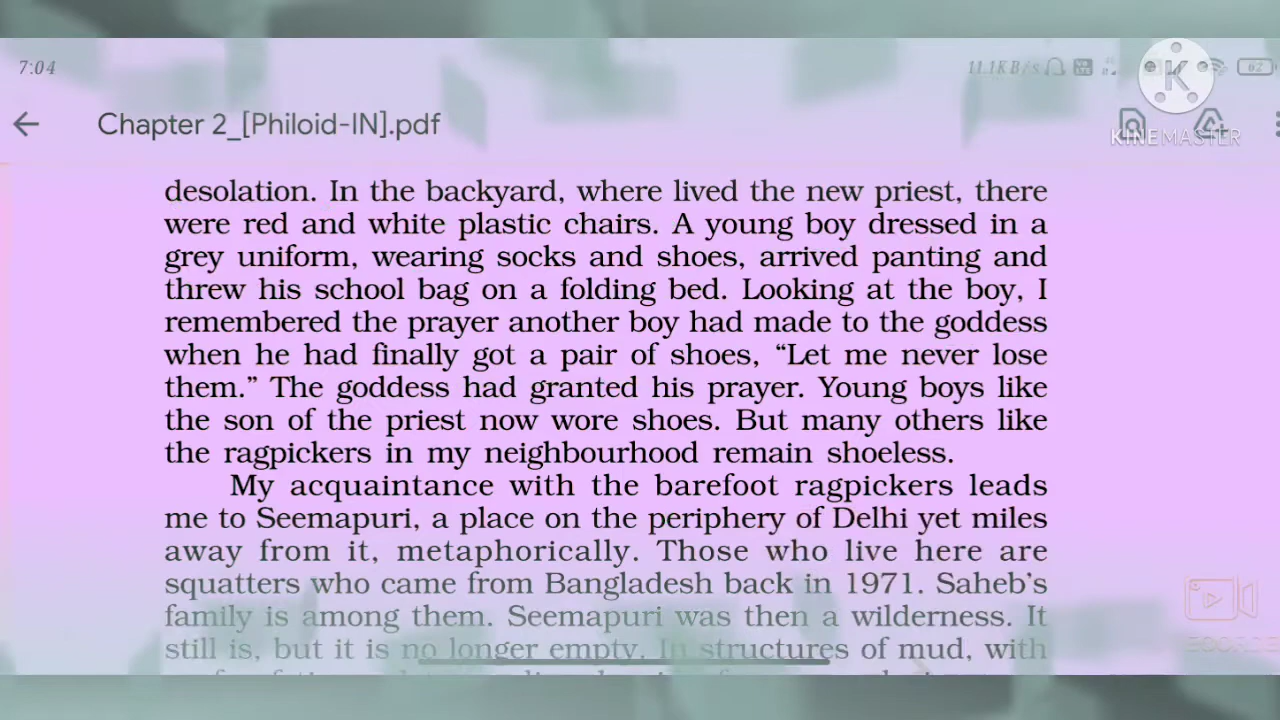 7:04
11.1KB/s
62
KINEMASTER
Chapter 2_[Philoid-IN].pdf
desolation. In the backyard, where lived the new priest, there
were red and white plastic chairs. A young boy dressed in a
grey uniform, wearing socks and shoes, arrived panting and
threw his school bag on a folding bed. Looking at the boy, I
remembered the prayer another boy had made to the goddess
when he had finally got a pair of shoes, “Let me never lose
them.” The goddess had granted his prayer. Young boys like
the son of the priest now wore shoes. But many others like
the ragpickers in my neighbourhood remain shoeless.
My acquaintance with the barefoot ragpickers leads
me to Seemapuri, a place on the periphery of Delhi yet miles
away from it, metaphorically. Those who live here are
squatters who came from Bangladesh back in 1971. Saheb’s
family is among them. Seemapuri was then a wilderness. It
still is, but it is no longer empty. In structures of mud, with